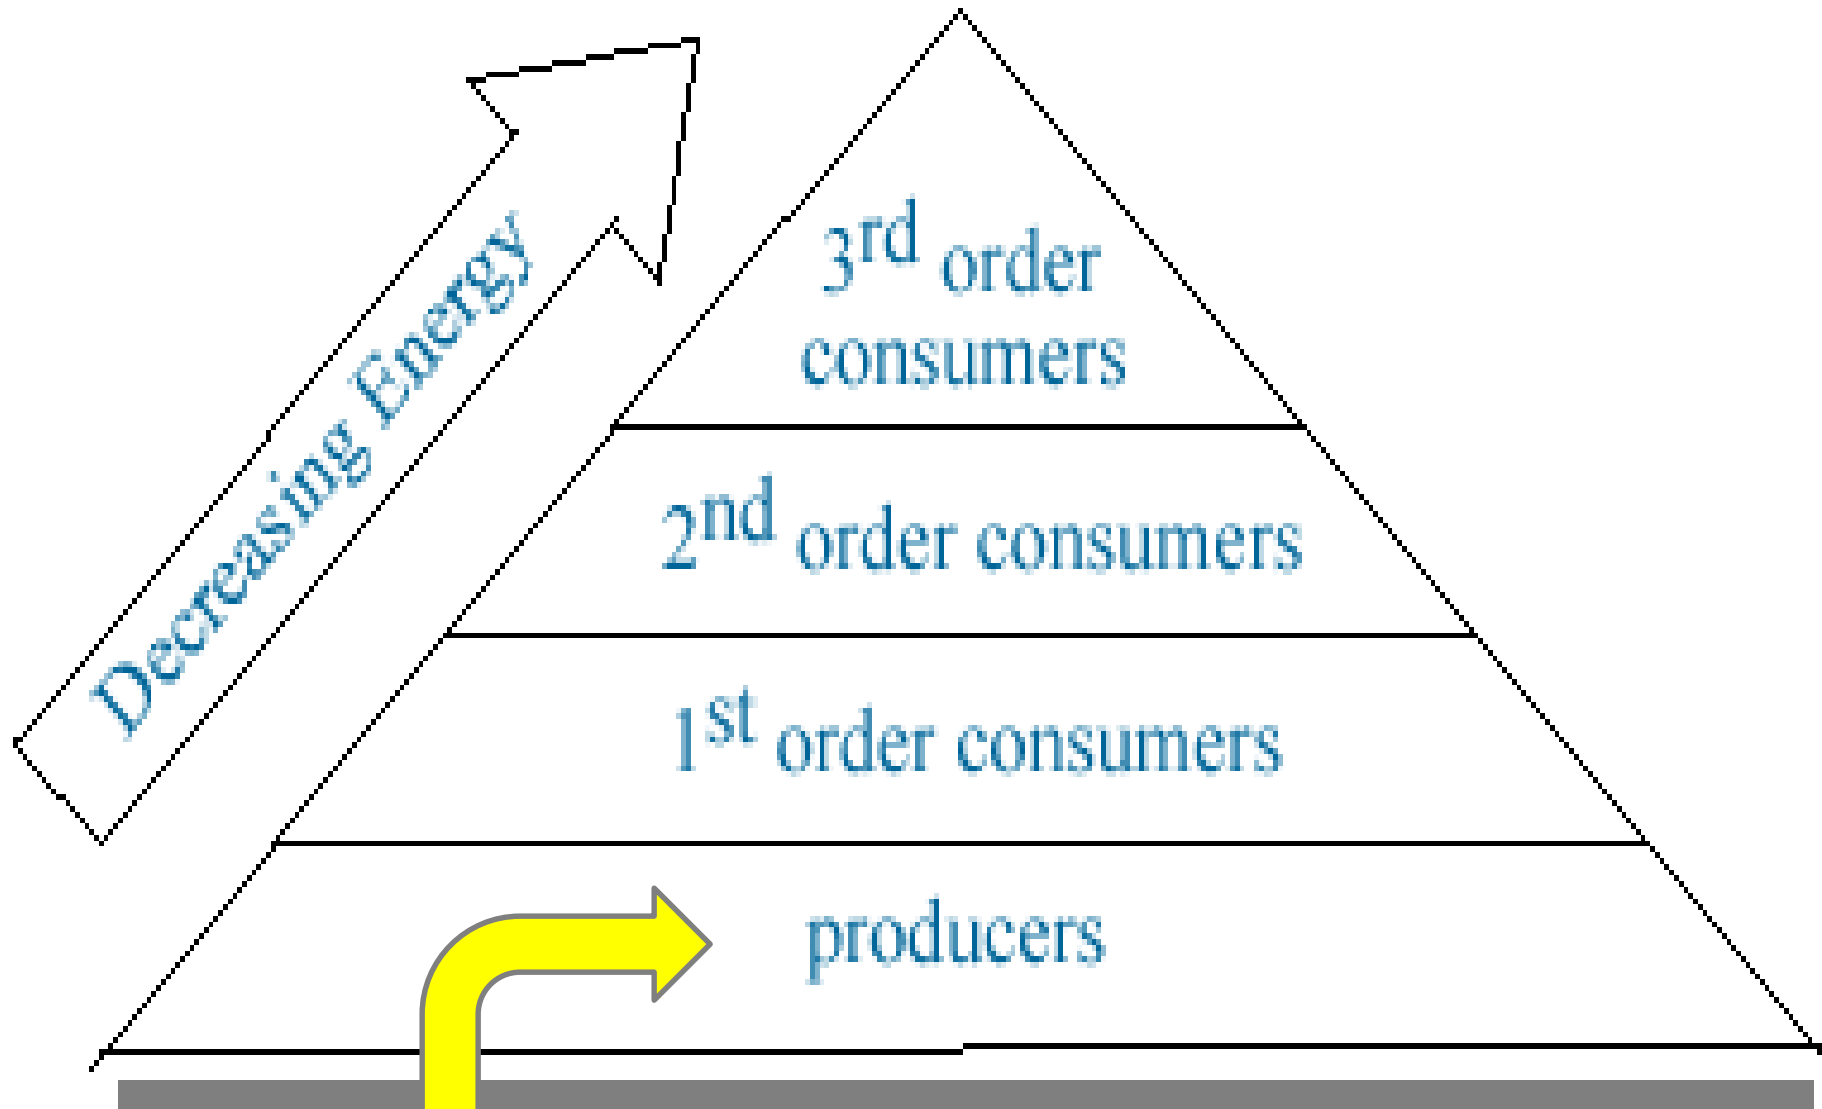 Decreasing Energy
3rd order
consumers
2nd order consumers
1st order consumers
producers